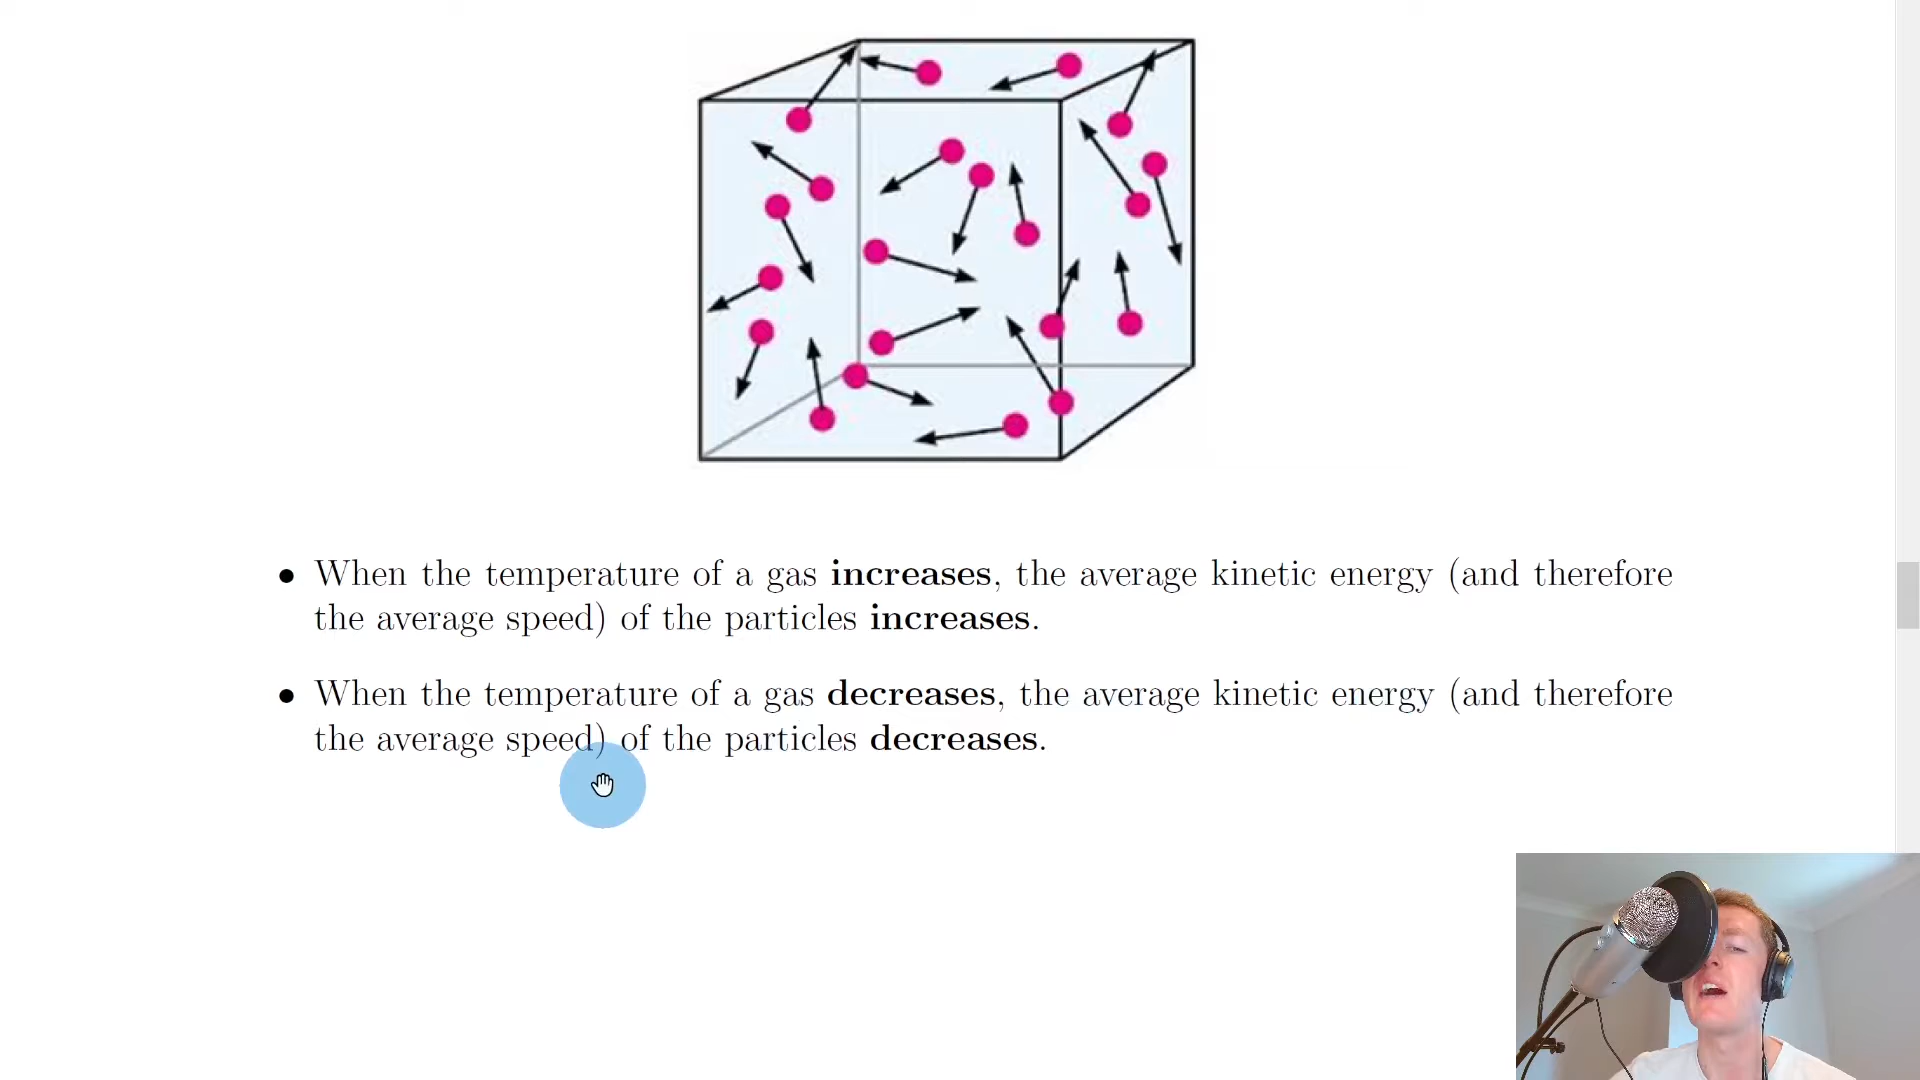 • When the temperature of a gas increases, the average kinetic energy (and therefore
the average speed) of the particles increases.
• When the temperature of a gas decreases, the average kinetic energy (and therefore
the average speed) of the particles decreases.